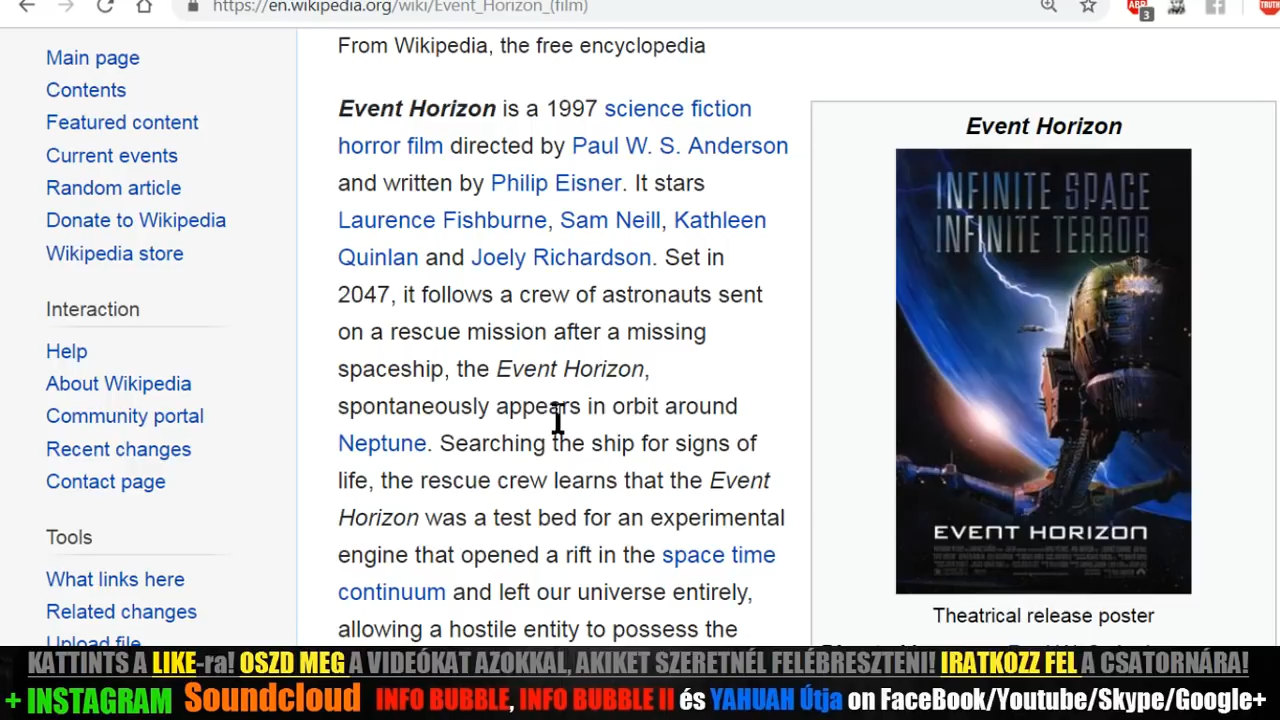 https://en.wikipedia.org/wiki/Event_Horizon_(film)
ABP
3
TRUTH
Main page
Contents
Featured content
Current events
Random article
Donate to Wikipedia
Wikipedia store
Interaction
Help
About Wikipedia
Community portal
Recent changes
Contact page
Tools
What links here
Related changes
Upload file
From Wikipedia, the free encyclopedia
Event Horizon is a 1997 science fiction
horror film directed by Paul W. S. Anderson
and written by Philip Eisner. It stars
Laurence Fishburne, Sam Neill, Kathleen
Quinlan and Joely Richardson. Set in
2047, it follows a crew of astronauts sent
on a rescue mission after a missing
spaceship, the Event Horizon,
spontaneously appears in orbit around
Neptune. Searching the ship for signs of
life, the rescue crew learns that the Event
Horizon was a test bed for an experimental
engine that opened a rift in the space time
continuum and left our universe entirely,
allowing a hostile entity to possess the
Event Horizon
INFINITE SPACE
INFINITE TERROR
EVENT HORIZON
Theatrical release poster
KATTINTS A LIKE-ra! OSZD MEG A VIDEÓKAT AZOKKAL, AKIKET SZERETNÉL FELÉBRESZTENI! IRATKOZZ FEL A CSATORNÁRA!
+ INSTAGRAM Soundcloud INFO BUBBLE, INFO BUBBLE II és YAHUAH Útja on FaceBook/Youtube/Skype/Google+